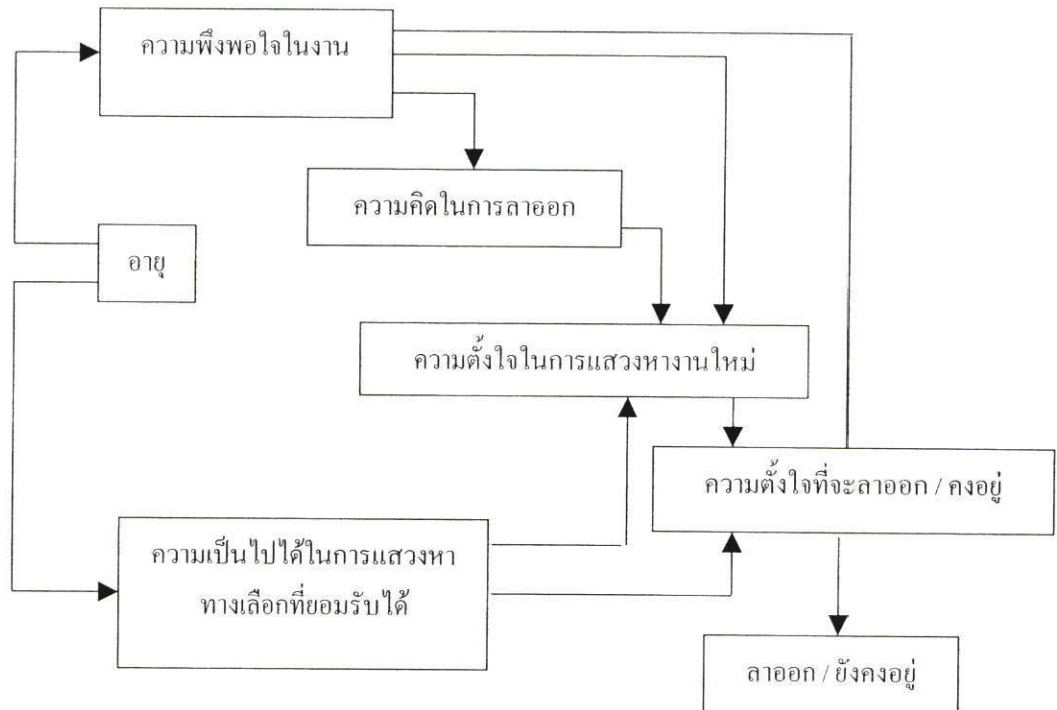 ความพึงพอใจในงาน
ความคิดในการลาออก
อายุ
ความตั้งใจในการแสวงหางานใหม่
ความตั้งใจที่จะลาออก / คงอยู่
ความเป็นไปได้ในการแสวงหา
ทางเลือกที่ยอมรับได้
ลาออก / ยังคงอยู่